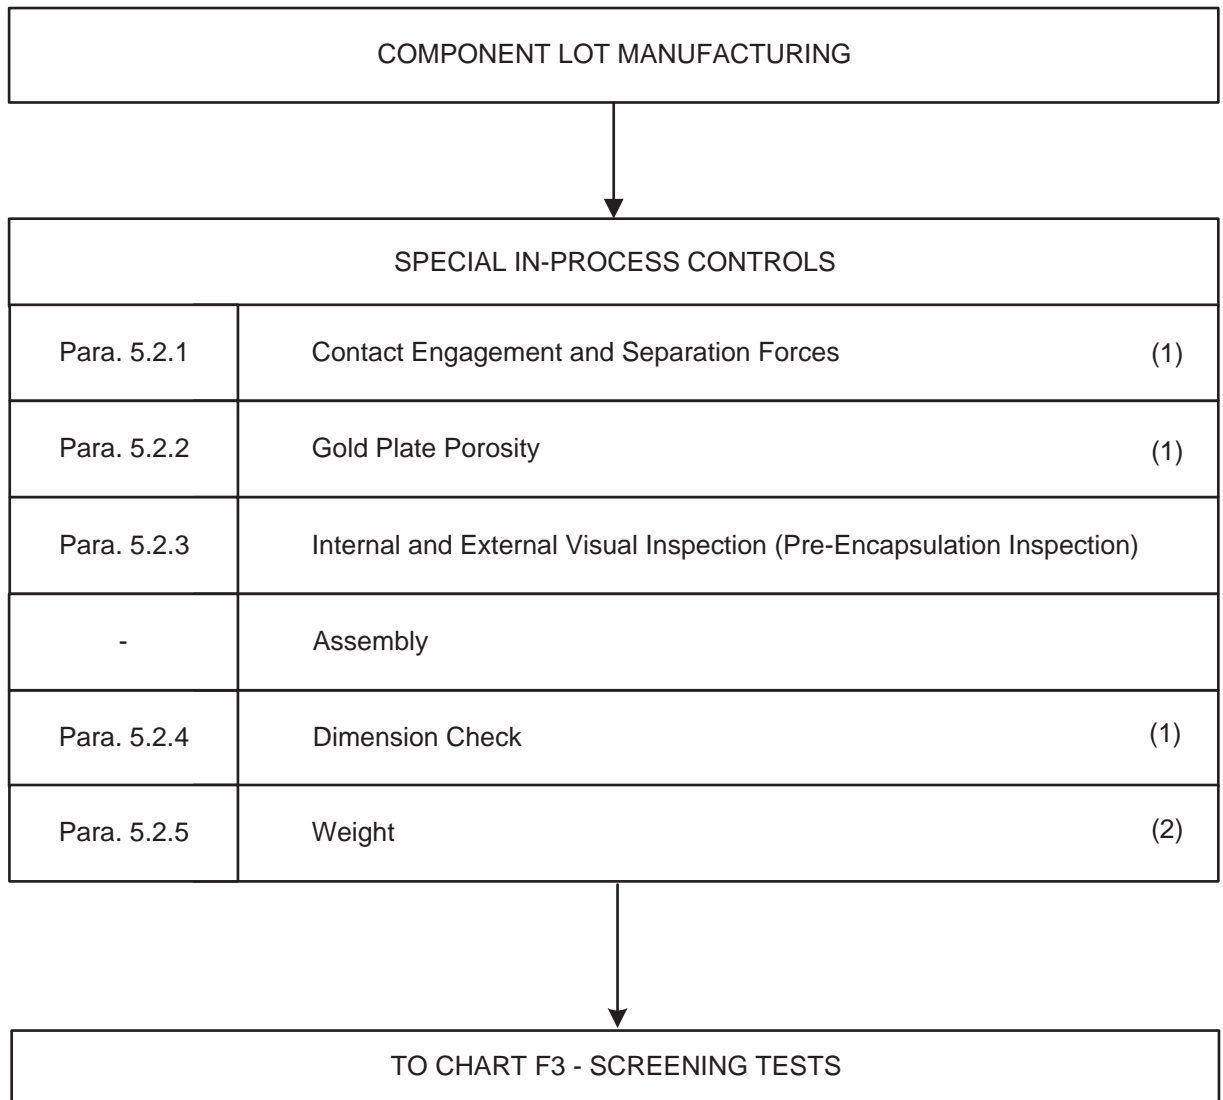 COMPONENT LOT MANUFACTURING
SPECIAL IN-PROCESS CONTROLS
Para. 5.2.1 Contact Engagement and Separation Forces (1)
Para. 5.2.2 Gold Plate Porosity (1)
Para. 5.2.3 Internal and External Visual Inspection (Pre-Encapsulation Inspection)
- Assembly
Para. 5.2.4 Dimension Check (1)
Para. 5.2.5 Weight (2)
TO CHART F3 - SCREENING TESTS